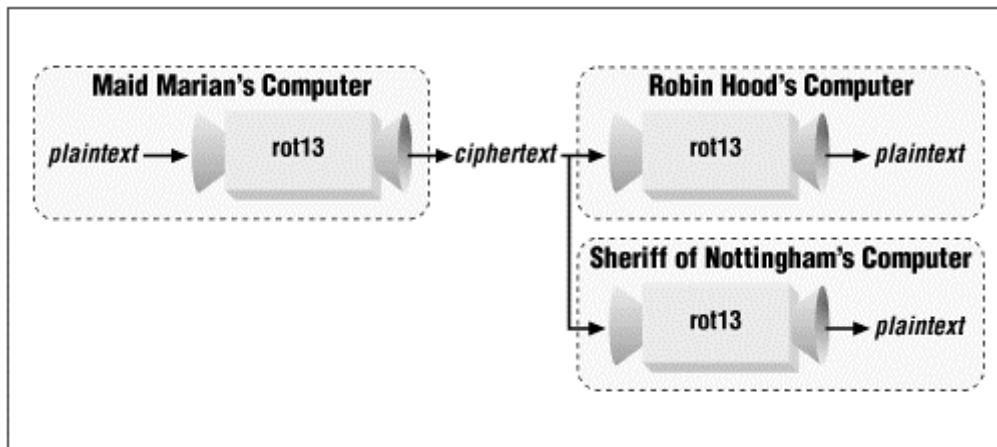 Maid Marian's Computer
plaintext
rot13
ciphertext
Robin Hood's Computer
rot13
plaintext
Sheriff of Nottingham's Computer
rot13
plaintext